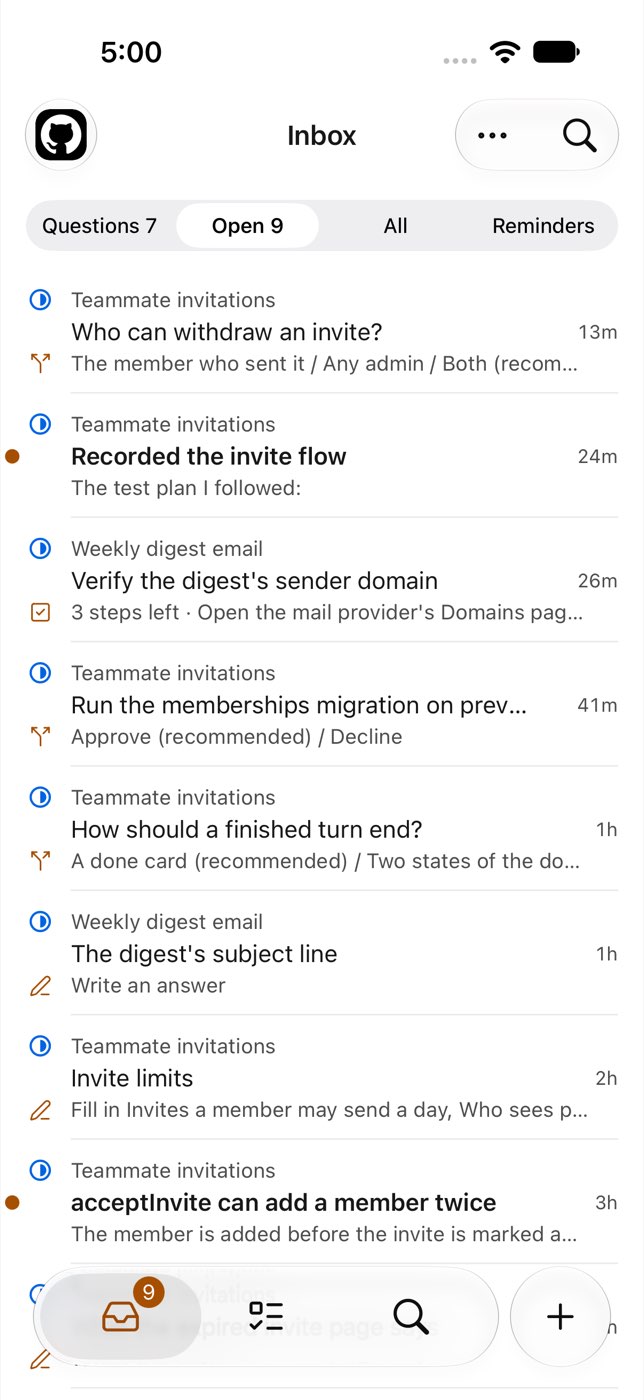 5:00
Inbox
Questions 7
Open 9
All
Reminders
Teammate invitations
Who can withdraw an invite?
13m
The member who sent it / Any admin / Both (recom...
Teammate invitations
Recorded the invite flow
24m
The test plan I followed:
Weekly digest email
Verify the digest's sender domain
26m
3 steps left · Open the mail provider's Domains pag...
Teammate invitations
Run the memberships migration on prev...
41m
Approve (recommended) / Decline
Teammate invitations
How should a finished turn end?
1h
A done card (recommended) / Two states of the do...
Weekly digest email
The digest's subject line
1h
Write an answer
Teammate invitations
Invite limits
2h
Fill in Invites a member may send a day, Who sees p...
Teammate invitations
acceptInvite can add a member twice
3h
The member is added before the invite is marked a...
expired invite page says
9